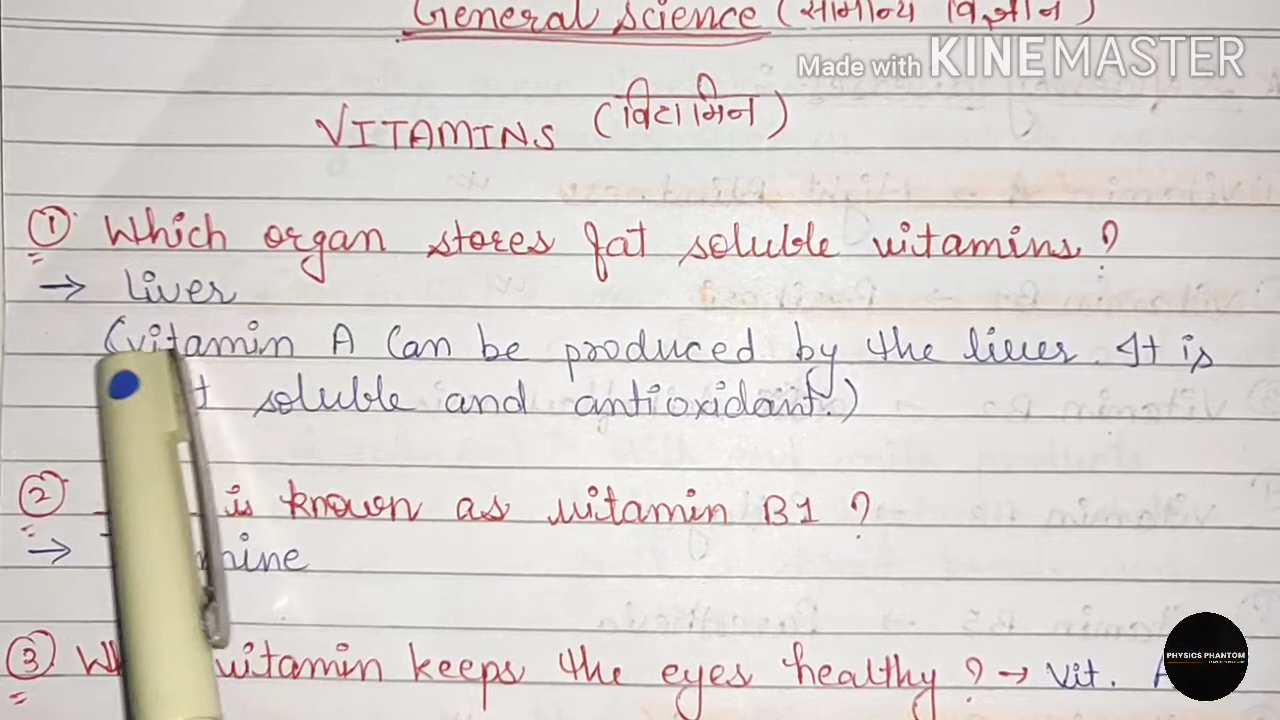 General Science (सामान्य विज्ञान)
Made with KINEMASTER
VITAMINS (विटामिन)
① Which organ stores fat soluble vitamins?
→ Liver
(vitamin A Can be produced by the liver. It is
soluble and antioxidant.)
② is known as vitamin B1 ?
→
③ vitamin keeps the eyes healthy ? → Vit. A
PHYSICS PHANTOM